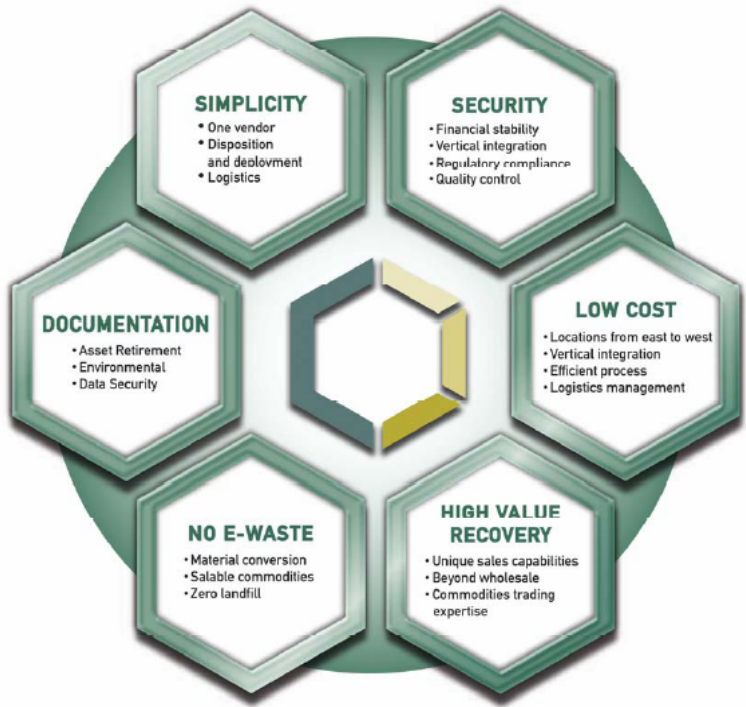 SIMPLICITY
• One vendor
• Disposition
and deployment
• Logistics
SECURITY
• Financial stability
• Vertical integration
• Regulatory compliance
• Quality control
DOCUMENTATION
• Asset Retirement
• Environmental
• Data Security
LOW COST
• Locations from east to west
• Vertical integration
• Efficient process
• Logistics management
NO E-WASTE
• Material conversion
• Salable commodities
• Zero landfill
HIGH VALUE
RECOVERY
• Unique sales capabilities
• Beyond wholesale
• Commodities trading
expertise